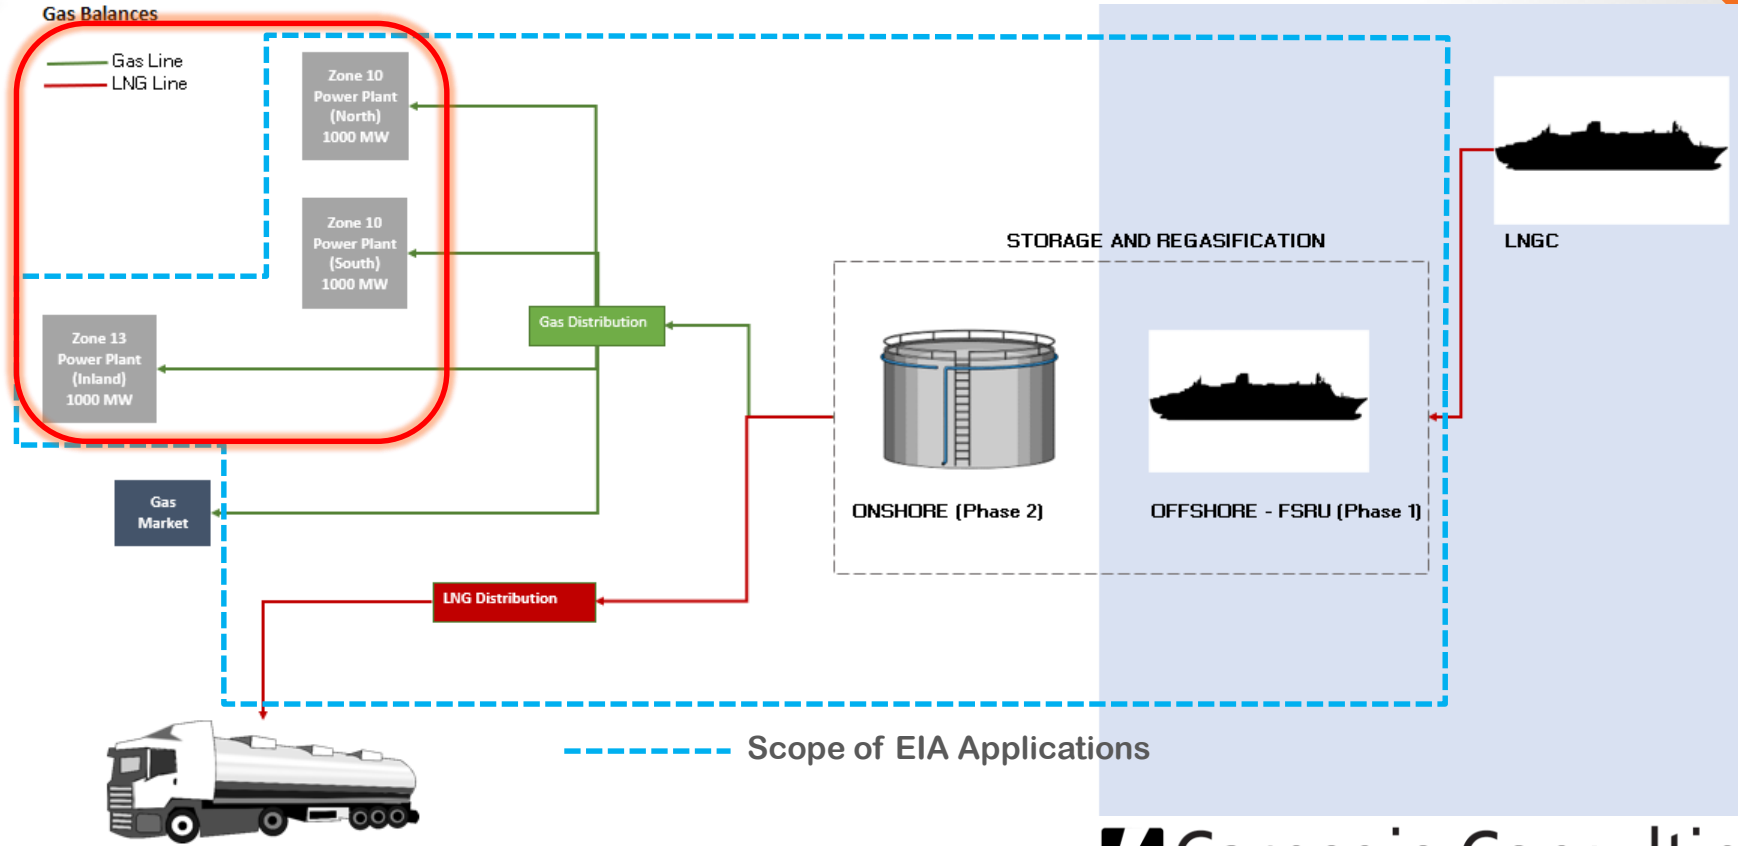 Gas Balances
Gas Line
LNG Line
Zone 10
Power Plant
(North)
1000 MW
Zone 10
Power Plant
(South)
1000 MW
Zone 13
Power Plant
(Inland)
1000 MW
Gas Distribution
Gas
Market
LNG Distribution
STORAGE AND REGASIFICATION
ONSHORE (Phase 2)
OFFSHORE - FSRU (Phase 1)
LNGC
Scope of EIA Applications